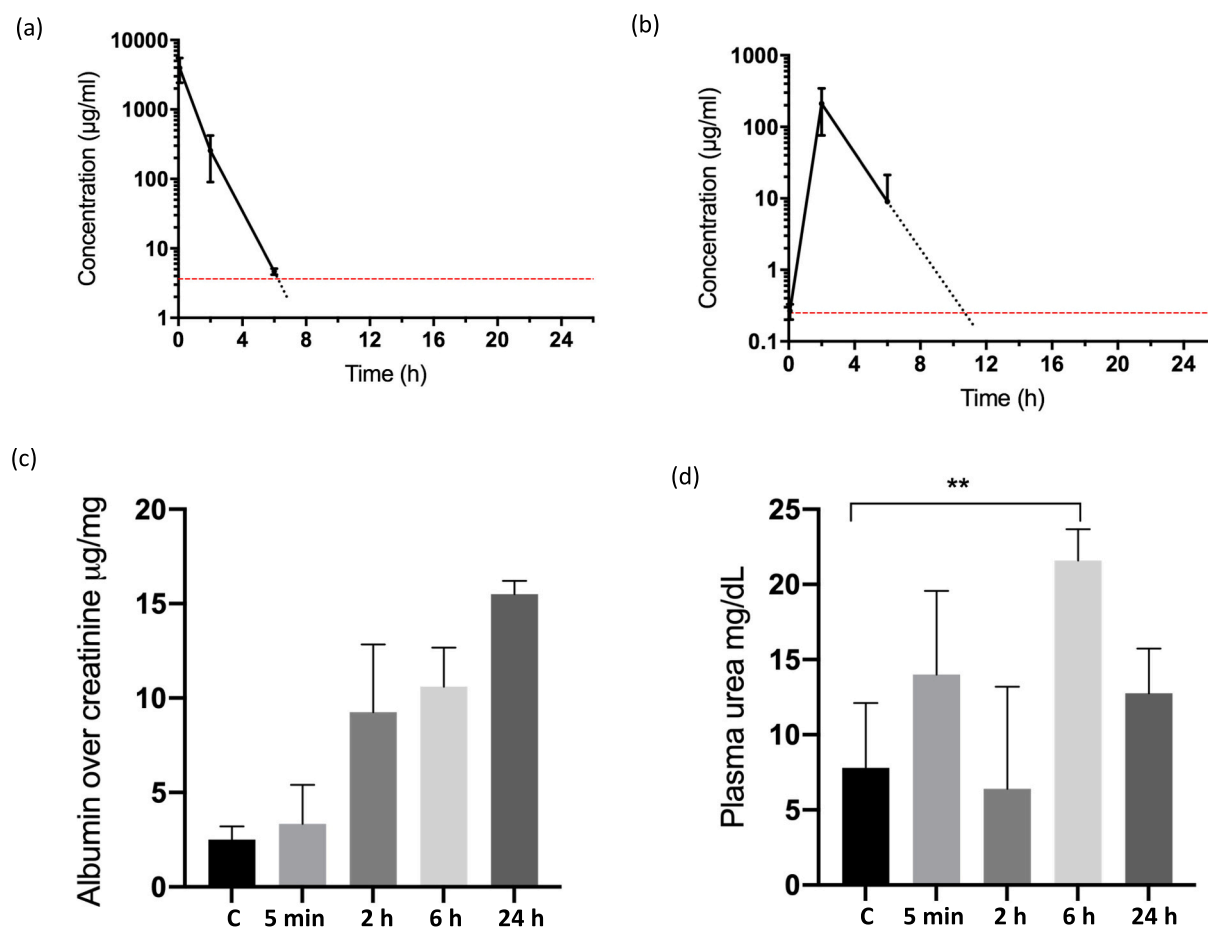 (a)
10000
1000
100
10
1
Concentration (µg/ml)
0 4 8 12 16 20 24
Time (h)
(b)
1000
100
10
1
0.1
Concentration (µg/ml)
0 4 8 12 16 20 24
Time (h)
(c)
20
15
10
5
0
Albumin over creatinine µg/mg
C 5 min 2 h 6 h 24 h
(d)
**
25
20
15
10
5
0
Plasma urea mg/dL
C 5 min 2 h 6 h 24 h